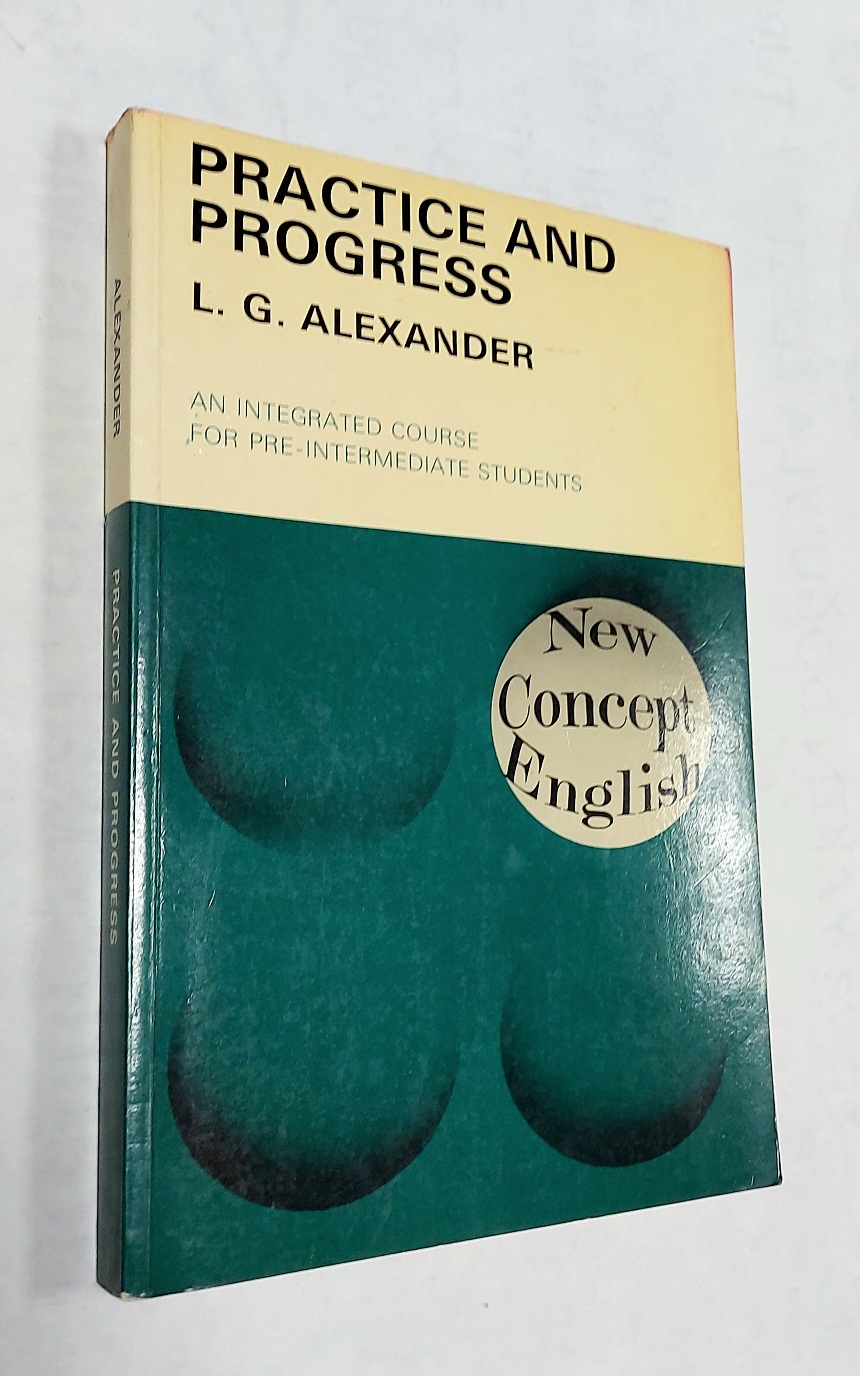 PRACTICE AND
PROGRESS
L. G. ALEXANDER
AN INTEGRATED COURSE
FOR PRE-INTERMEDIATE STUDENTS
New
Concept
English
ALEXANDER
PRACTICE AND PROGRESS